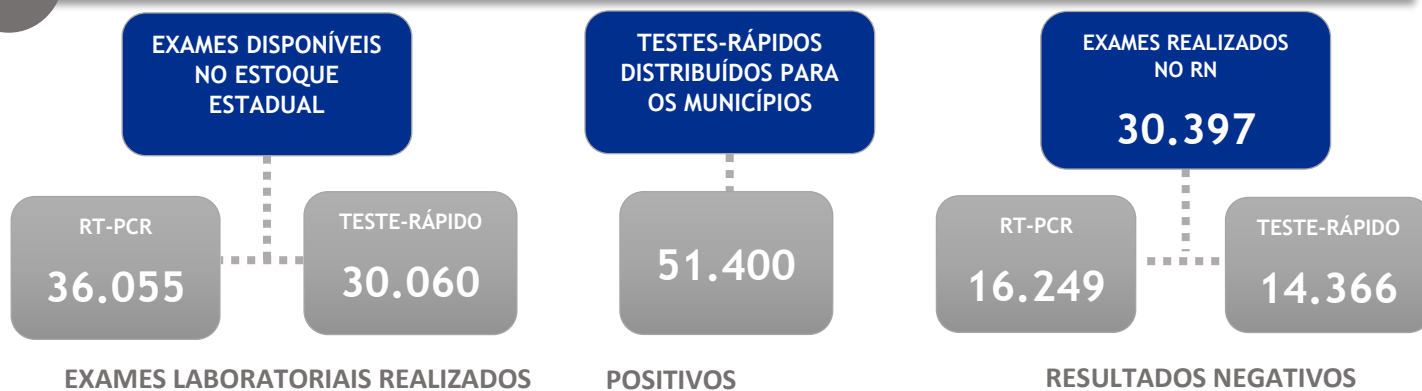 EXAMES DISPONÍVEIS
NO ESTOQUE
ESTADUAL
RT-PCR
36.055
TESTE-RÁPIDO
30.060
TESTES-RÁPIDOS
DISTRIBUÍDOS PARA
OS MUNICÍPIOS
51.400
EXAMES REALIZADOS
NO RN
30.397
RT-PCR
16.249
TESTE-RÁPIDO
14.366
EXAMES LABORATORIAIS REALIZADOS
POSITIVOS
RESULTADOS NEGATIVOS